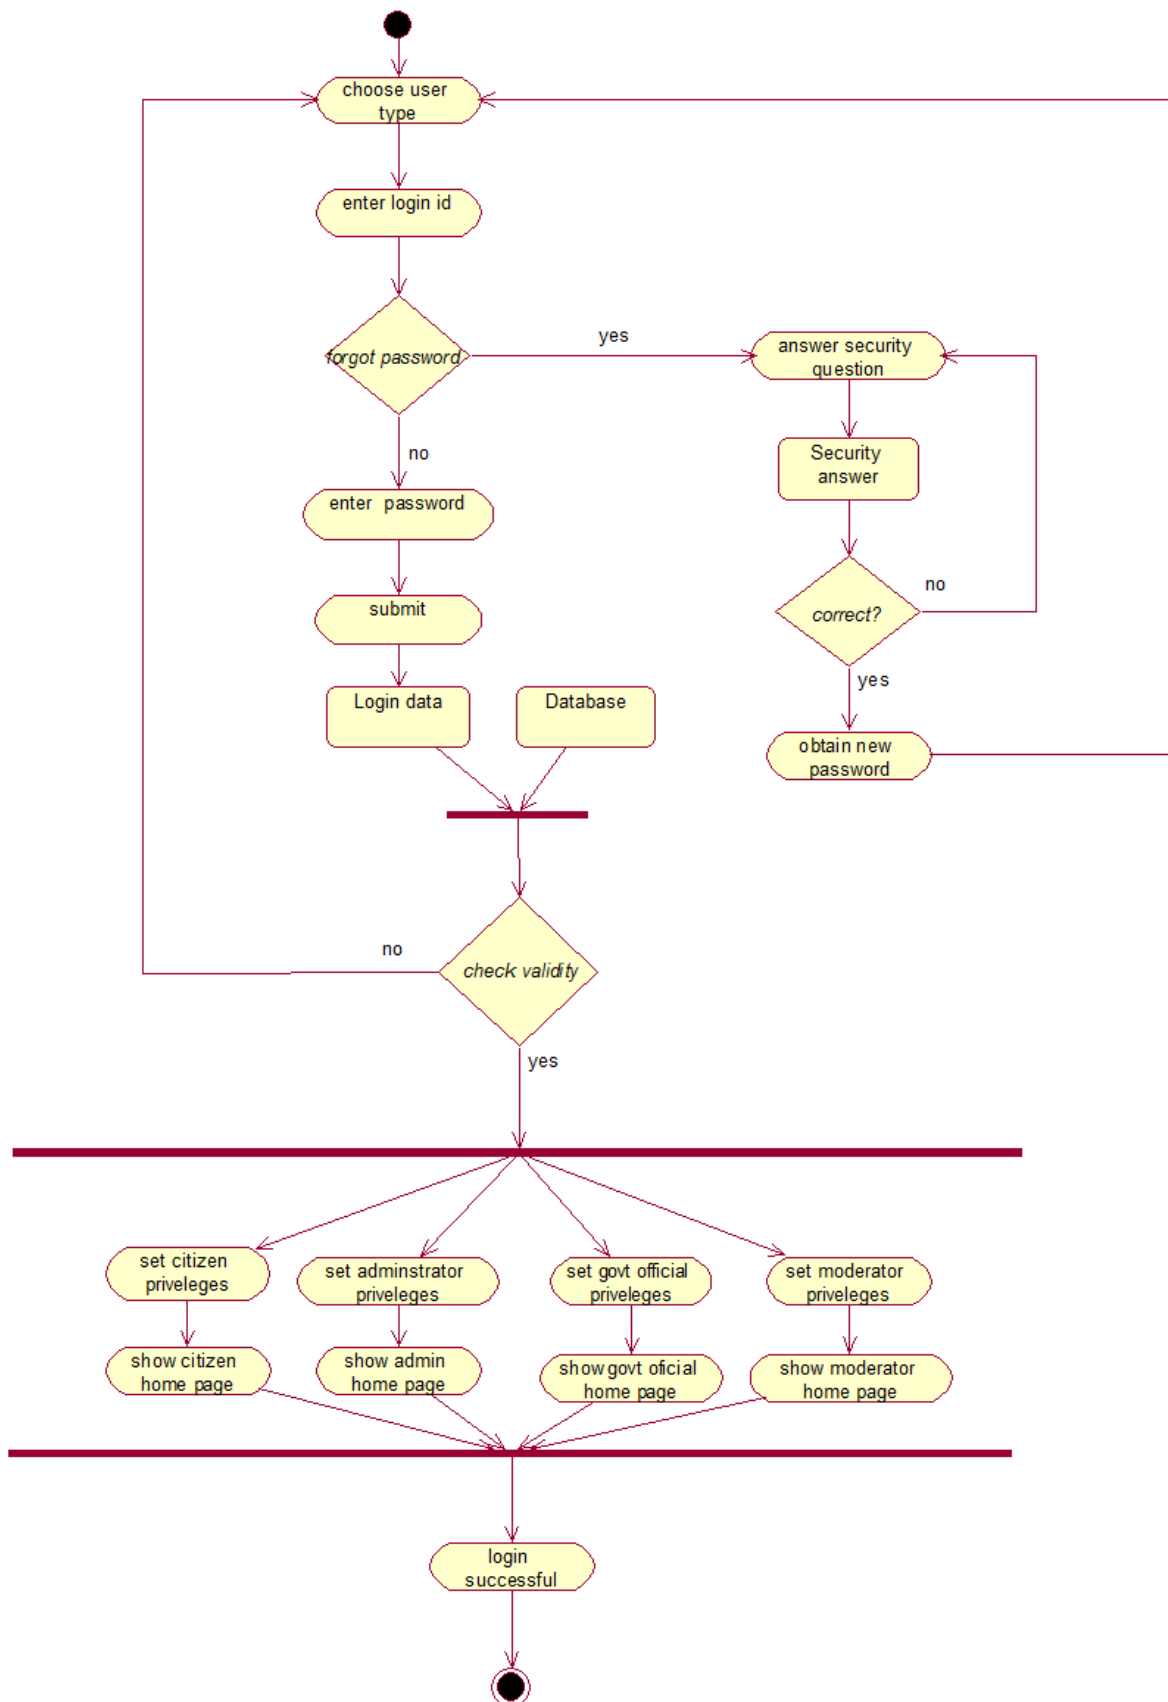 choose user
type
enter login id
forgot password
yes
answer security
question
no
Security
answer
enter  password
correct?
no
submit
yes
Login data
Database
obtain new
password
no
check validity
yes
set citizen
priveleges
set adminstrator
priveleges
set govt official
priveleges
set moderator
priveleges
show citizen
home page
show admin
home page
show govt oficial
home page
show moderator
home page
login
successful